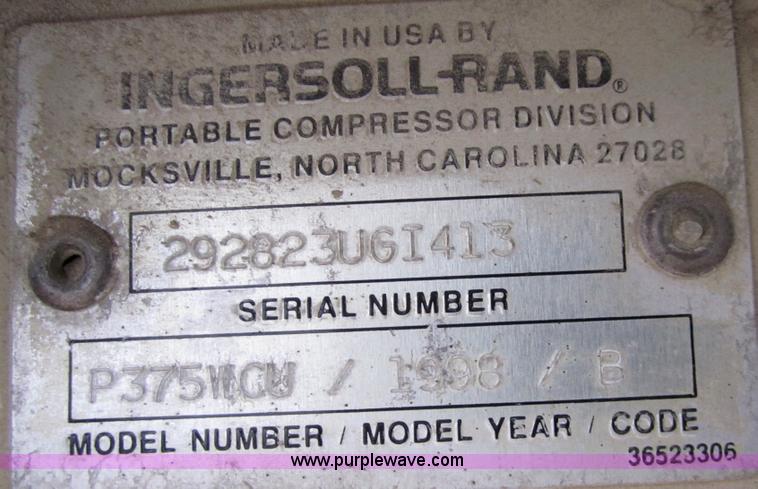 MADE IN USA BY
INGERSOLL-RAND®
PORTABLE COMPRESSOR DIVISION
MOCKSVILLE, NORTH CAROLINA 27028
292823UGI413
SERIAL NUMBER
P375WCW / 1998 / B
MODEL NUMBER / MODEL YEAR / CODE
36523306
www.purplewave.com